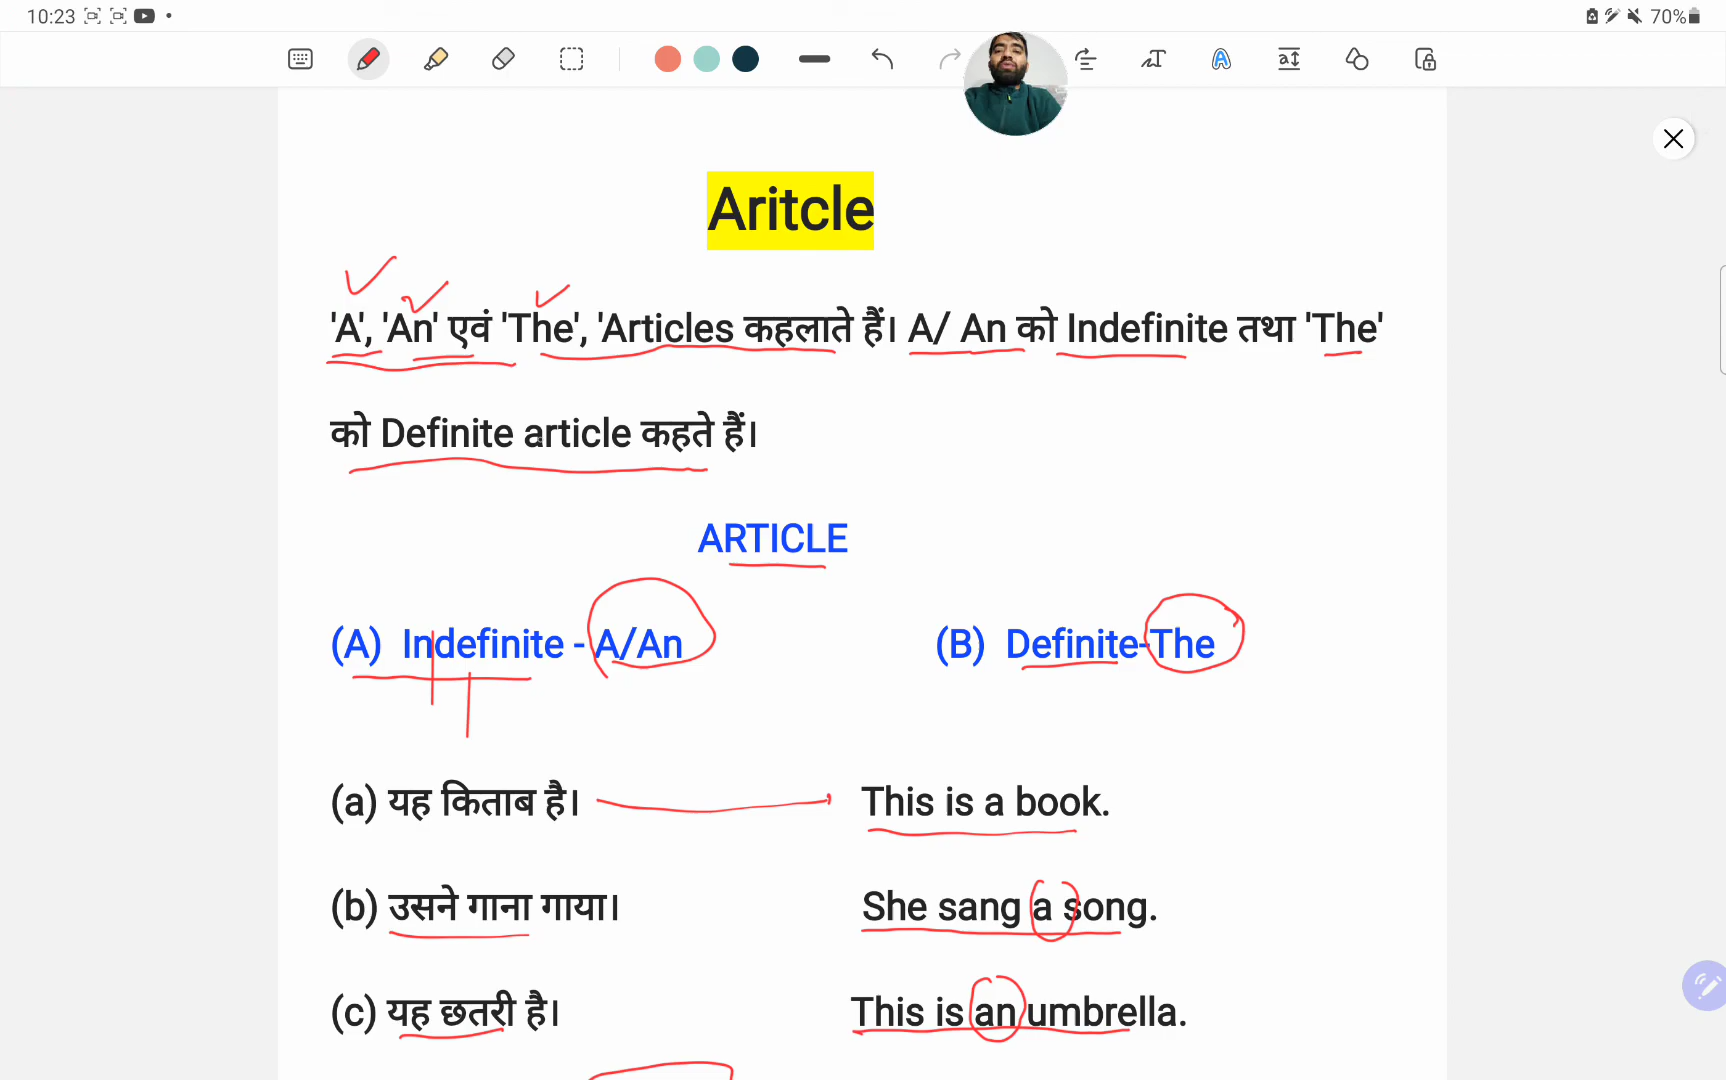 10:23
70%
Aritcle
'A', 'An' एवं 'The', 'Articles कहलाते हैं। A/ An को Indefinite तथा 'The'
को Definite article कहते हैं।
ARTICLE
(A) Indefinite - A/An (B) Definite-The
(a) यह किताब है। This is a book.
(b) उसने गाना गाया। She sang a song.
(c) यह छतरी है। This is an umbrella.